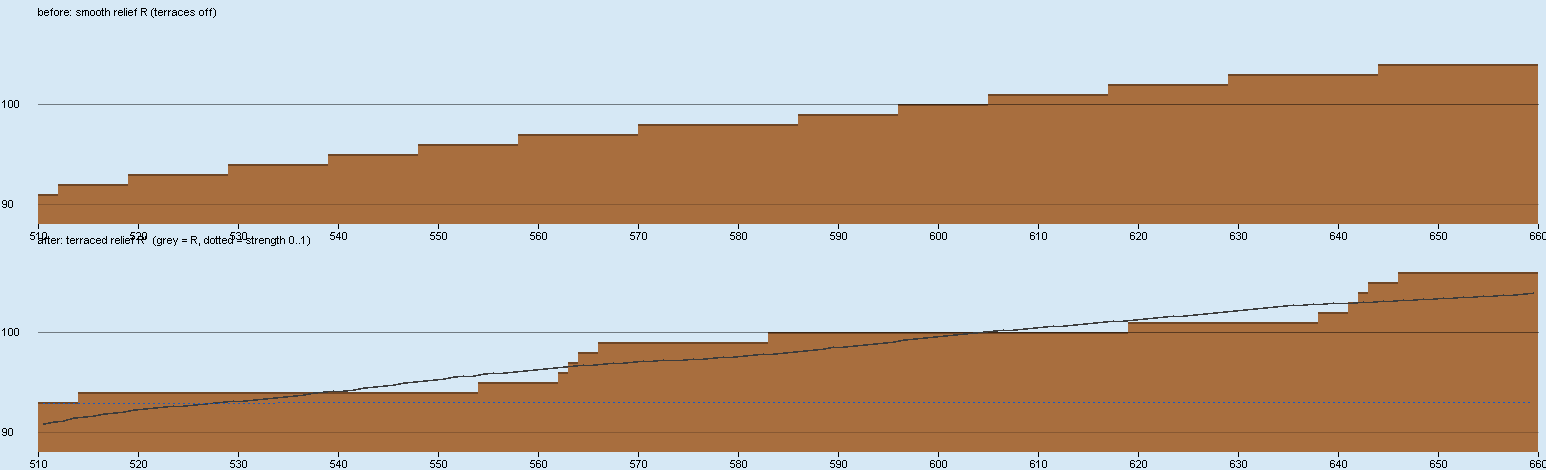 before: smooth relief R (terraces off)
100
90
510 520 530 540 550 560 570 580 590 600 610 620 630 640 650 660
after: terraced relief R' (grey = R, dotted = strength 0..1)
100
90
510 520 530 540 550 560 570 580 590 600 610 620 630 640 650 660